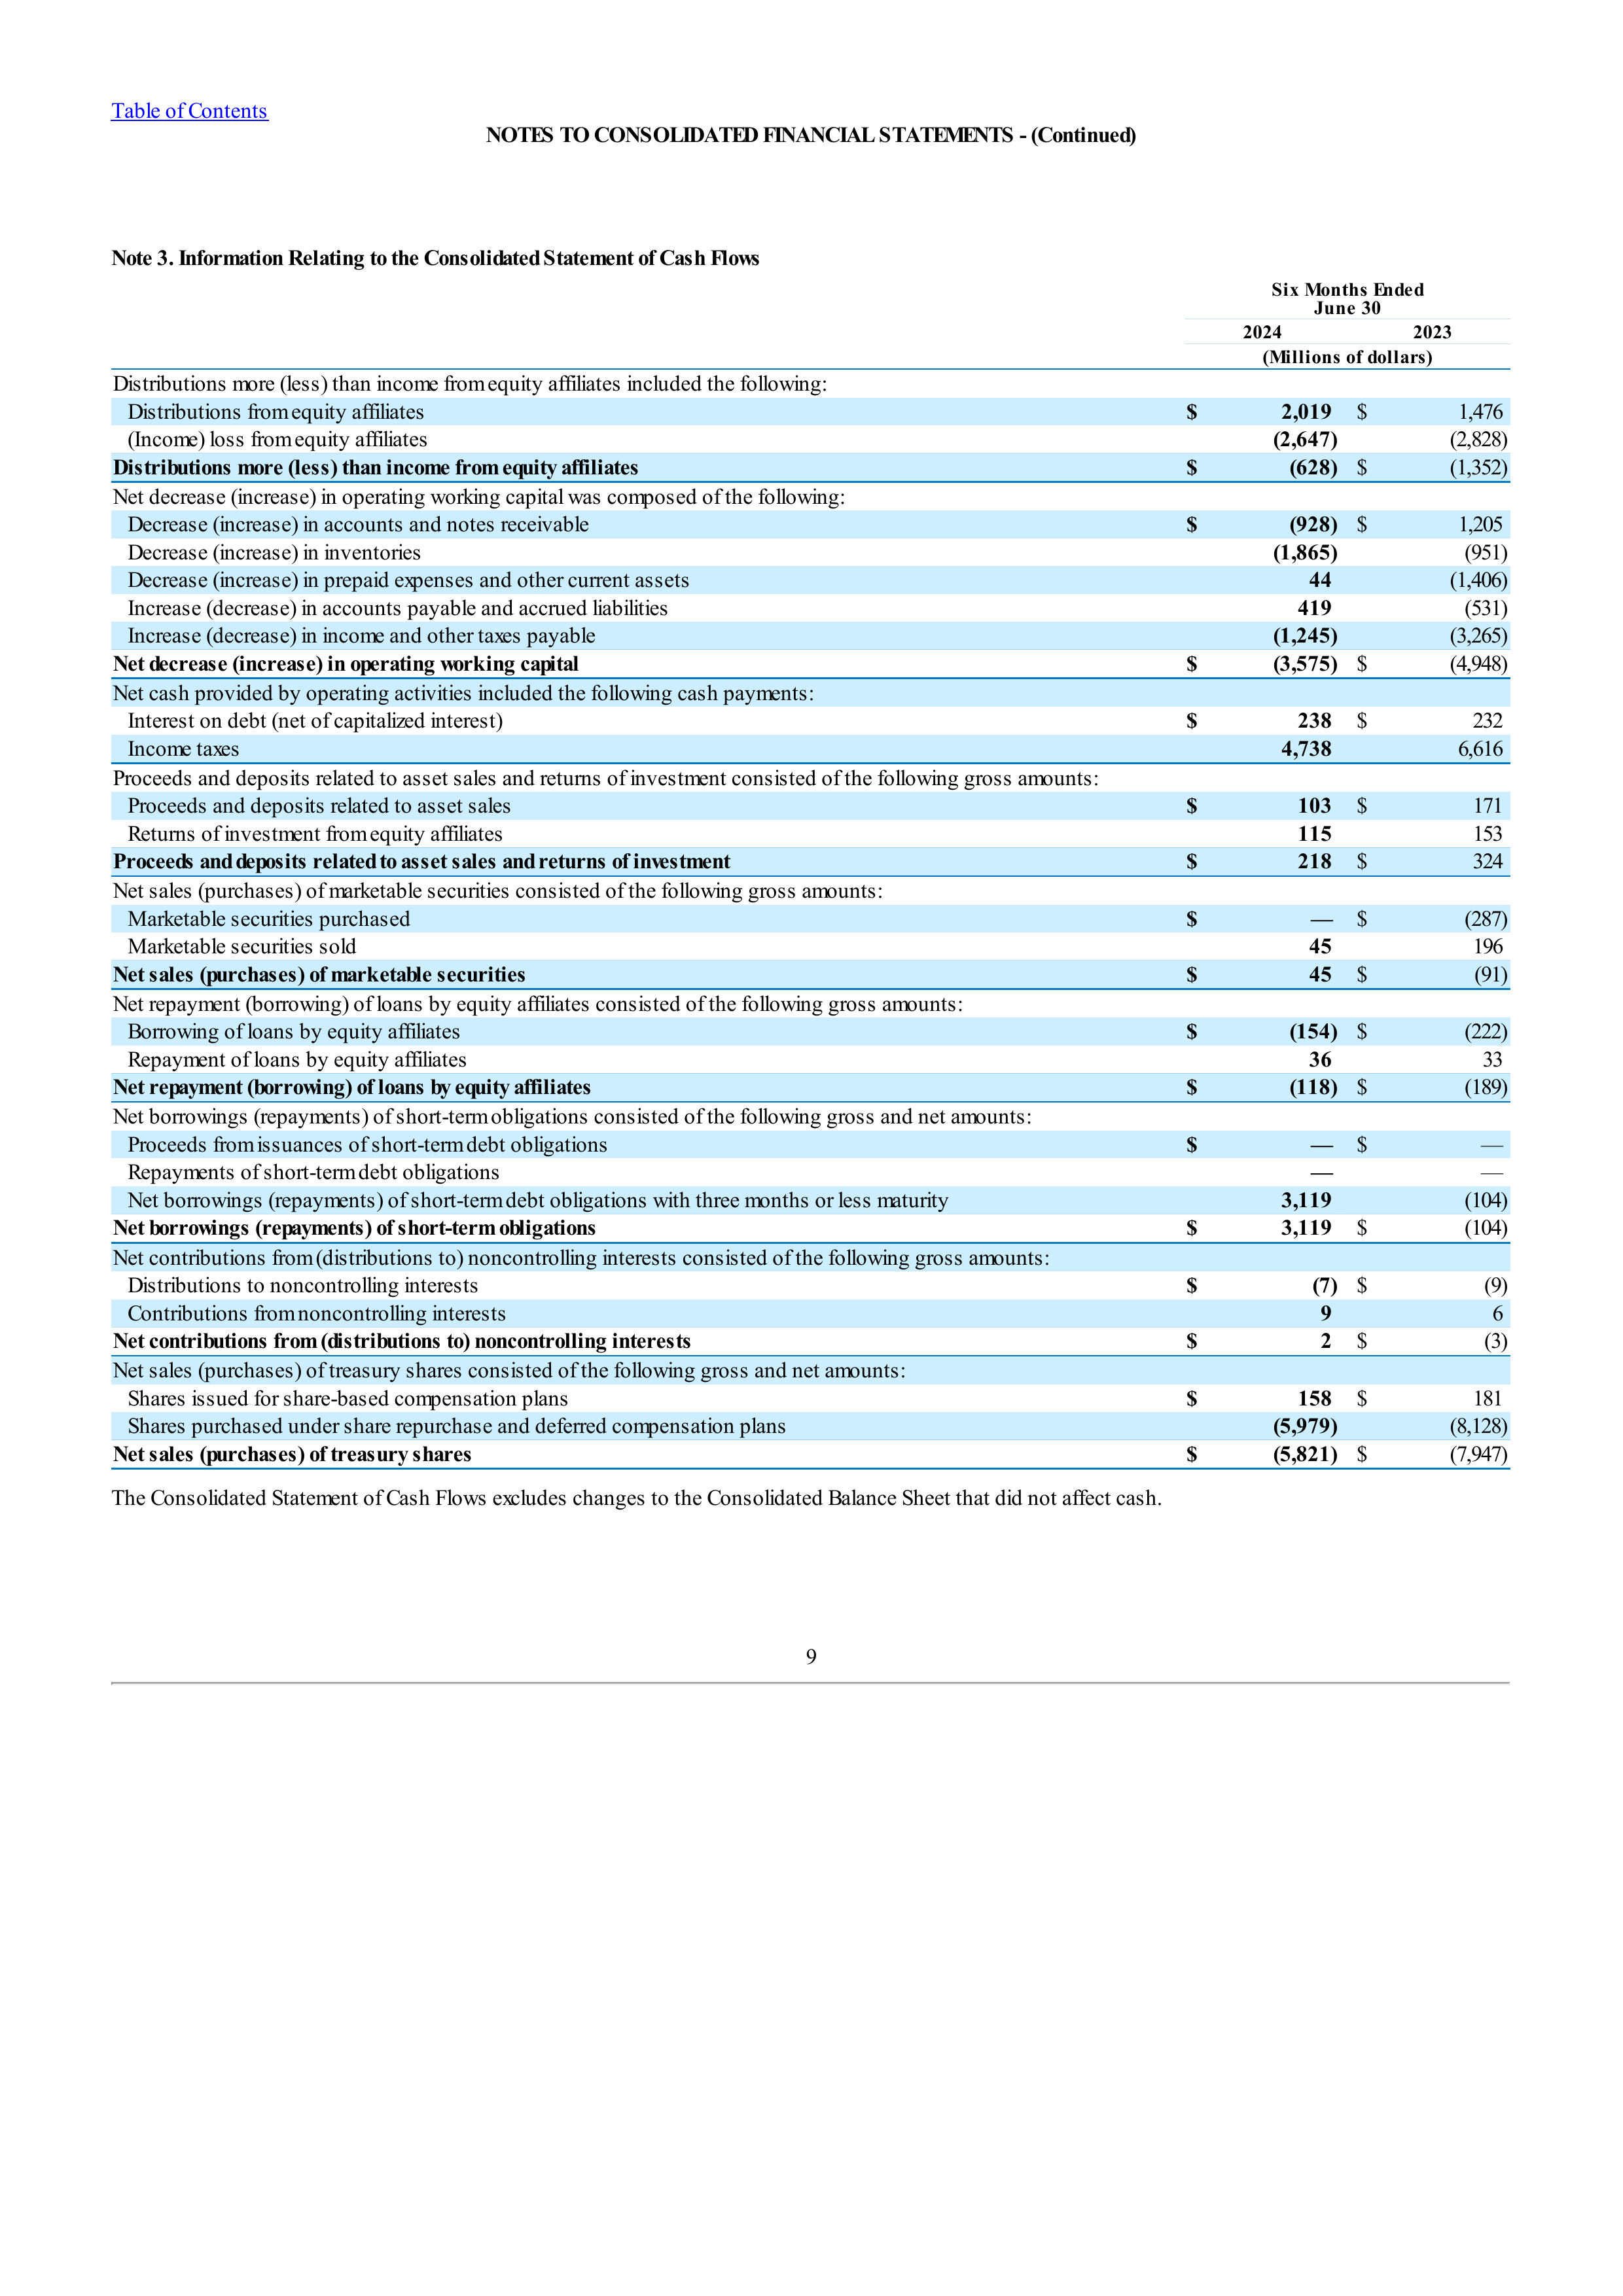 Table of Contents
NOTES TO CONSOLIDATED FINANCIAL STATEMENTS - (Continued)
Note 3. Information Relating to the Consolidated Statement of Cash Flows
Six Months Ended
June 30
2024 2023
(Millions of dollars)
Distributions more (less) than income from equity affiliates included the following:
Distributions from equity affiliates $ 2,019 $ 1,476
(Income) loss from equity affiliates (2,647) (2,828)
Distributions more (less) than income from equity affiliates $ (628) $ (1,352)
Net decrease (increase) in operating working capital was composed of the following:
Decrease (increase) in accounts and notes receivable $ (928) $ 1,205
Decrease (increase) in inventories (1,865) (951)
Decrease (increase) in prepaid expenses and other current assets 44 (1,406)
Increase (decrease) in accounts payable and accrued liabilities 419 (531)
Increase (decrease) in income and other taxes payable (1,245) (3,265)
Net decrease (increase) in operating working capital $ (3,575) $ (4,948)
Net cash provided by operating activities included the following cash payments:
Interest on debt (net of capitalized interest) $ 238 $ 232
Income taxes 4,738 6,616
Proceeds and deposits related to asset sales and returns of investment consisted of the following gross amounts:
Proceeds and deposits related to asset sales $ 103 $ 171
Returns of investment from equity affiliates 115 153
Proceeds and deposits related to asset sales and returns of investment $ 218 $ 324
Net sales (purchases) of marketable securities consisted of the following gross amounts:
Marketable securities purchased $ — $ (287)
Marketable securities sold 45 196
Net sales (purchases) of marketable securities $ 45 $ (91)
Net repayment (borrowing) of loans by equity affiliates consisted of the following gross amounts:
Borrowing of loans by equity affiliates $ (154) $ (222)
Repayment of loans by equity affiliates 36 33
Net repayment (borrowing) of loans by equity affiliates $ (118) $ (189)
Net borrowings (repayments) of short-term obligations consisted of the following gross and net amounts:
Proceeds from issuances of short-term debt obligations $ — $ —
Repayments of short-term debt obligations — —
Net borrowings (repayments) of short-term debt obligations with three months or less maturity 3,119 (104)
Net borrowings (repayments) of short-term obligations $ 3,119 $ (104)
Net contributions from (distributions to) noncontrolling interests consisted of the following gross amounts:
Distributions to noncontrolling interests $ (7) $ (9)
Contributions from noncontrolling interests 9 6
Net contributions from (distributions to) noncontrolling interests $ 2 $ (3)
Net sales (purchases) of treasury shares consisted of the following gross and net amounts:
Shares issued for share-based compensation plans $ 158 $ 181
Shares purchased under share repurchase and deferred compensation plans (5,979) (8,128)
Net sales (purchases) of treasury shares $ (5,821) $ (7,947)
The Consolidated Statement of Cash Flows excludes changes to the Consolidated Balance Sheet that did not affect cash.
9